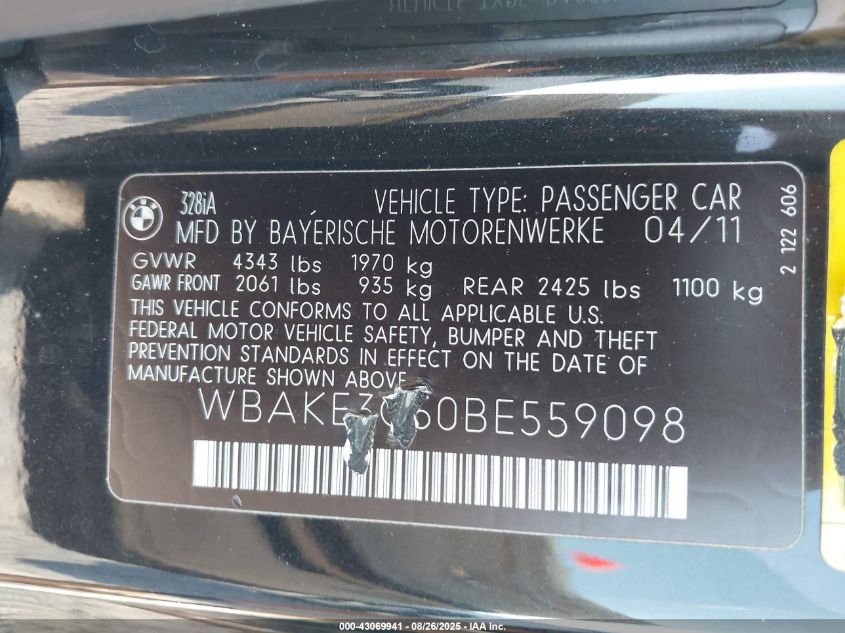 328iA VEHICLE TYPE: PASSENGER CAR
MFD BY BAYERISCHE MOTORENWERKE 04/11
GVWR 4343 lbs 1970 kg
GAWR FRONT 2061 lbs 935 kg REAR 2425 lbs 1100 kg
THIS VEHICLE CONFORMS TO ALL APPLICABLE U.S.
FEDERAL MOTOR VEHICLE SAFETY, BUMPER AND THEFT
PREVENTION STANDARDS IN EFFECT ON THE DATE OF
MANUFACTURE SHOWN ABOVE.
2 122 606
000-43069941 - 08/26/2025 - IAA Inc.